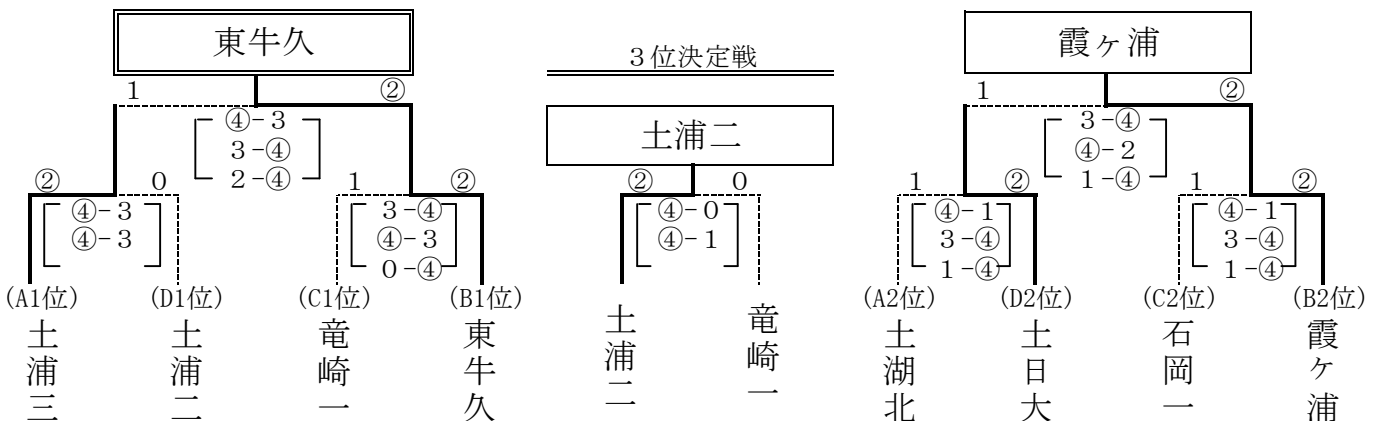 東牛久
3位決定戦
霞ヶ浦
1 ②
④-3
3-④
2-④
土浦二
1 ②
3-④
④-2
1-④
② 0
④-3
④-3
1 ②
3-④
④-3
0-④
② 0
④-0
④-1
1 ②
④-1
3-④
1-④
1 ②
④-1
3-④
1-④
(A1位) (D1位) (C1位) (B1位)
土浦三
土浦二
竜崎一
東牛久
土浦二
竜崎一
(A2位) (D2位) (C2位) (B2位)
土湖北
土日大
石岡一
霞ヶ浦